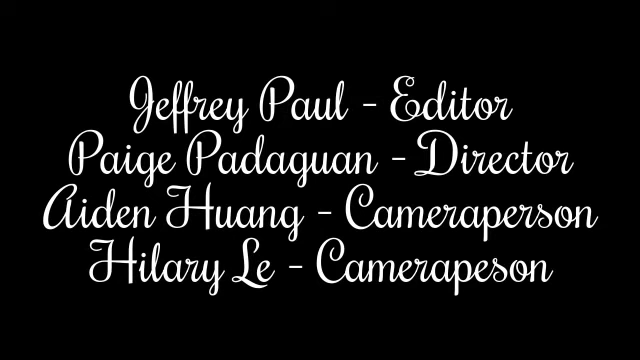 Jeffrey Paul - Editor
Paige Padaguan - Director
Aiden Huang - Cameraperson
Hilary Le - Camerapeson